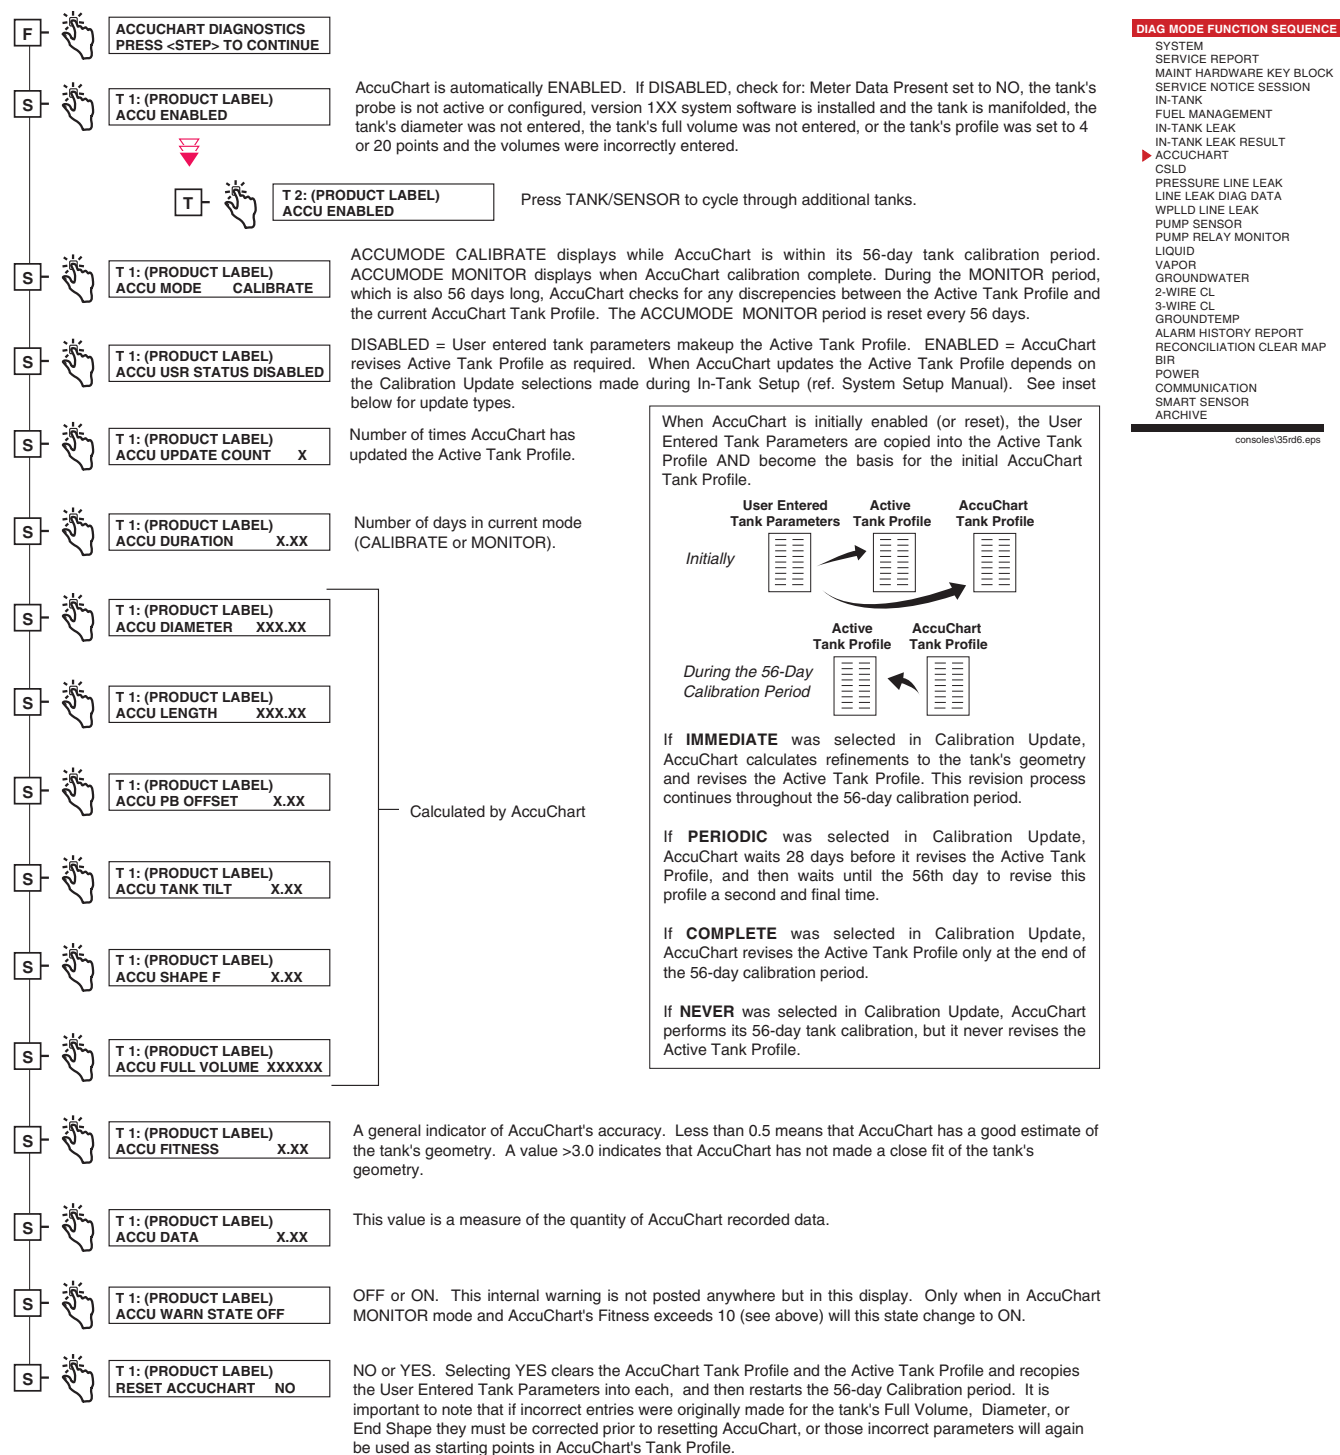 F
ACCUCHART DIAGNOSTICS
PRESS <STEP> TO CONTINUE
S
T 1: (PRODUCT LABEL)
ACCU ENABLED
AccuChart is automatically ENABLED. If DISABLED, check for: Meter Data Present set to NO, the tank's
probe is not active or configured, version 1XX system software is installed and the tank is manifolded, the
tank's diameter was not entered, the tank's full volume was not entered, or the tank's profile was set to 4
or 20 points and the volumes were incorrectly entered.
T
T 2: (PRODUCT LABEL)
ACCU ENABLED
Press TANK/SENSOR to cycle through additional tanks.
S
T 1: (PRODUCT LABEL)
ACCU MODE CALIBRATE
ACCUMODE CALIBRATE displays while AccuChart is within its 56-day tank calibration period.
ACCUMODE MONITOR displays when AccuChart calibration complete. During the MONITOR period,
which is also 56 days long, AccuChart checks for any discrepencies between the Active Tank Profile and
the current AccuChart Tank Profile. The ACCUMODE MONITOR period is reset every 56 days.
S
T 1: (PRODUCT LABEL)
ACCU USR STATUS DISABLED
DISABLED = User entered tank parameters makeup the Active Tank Profile. ENABLED = AccuChart
revises Active Tank Profile as required. When AccuChart updates the Active Tank Profile depends on
the Calibration Update selections made during In-Tank Setup (ref. System Setup Manual). See inset
below for update types.
S
T 1: (PRODUCT LABEL)
ACCU UPDATE COUNT X
Number of times AccuChart has
updated the Active Tank Profile.
S
T 1: (PRODUCT LABEL)
ACCU DURATION X.XX
Number of days in current mode
(CALIBRATE or MONITOR).
S
T 1: (PRODUCT LABEL)
ACCU DIAMETER XXX.XX
S
T 1: (PRODUCT LABEL)
ACCU LENGTH XXX.XX
S
T 1: (PRODUCT LABEL)
ACCU PB OFFSET X.XX
Calculated by AccuChart
S
T 1: (PRODUCT LABEL)
ACCU TANK TILT X.XX
S
T 1: (PRODUCT LABEL)
ACCU SHAPE F X.XX
S
T 1: (PRODUCT LABEL)
ACCU FULL VOLUME XXXXXX
When AccuChart is initially enabled (or reset), the User
Entered Tank Parameters are copied into the Active Tank
Profile AND become the basis for the initial AccuChart
Tank Profile.
User Entered Active AccuChart
Tank Parameters Tank Profile Tank Profile
Initially
Active AccuChart
Tank Profile Tank Profile
During the 56-Day
Calibration Period
If IMMEDIATE was selected in Calibration Update,
AccuChart calculates refinements to the tank's geometry
and revises the Active Tank Profile. This revision process
continues throughout the 56-day calibration period.
If PERIODIC was selected in Calibration Update,
AccuChart waits 28 days before it revises the Active Tank
Profile, and then waits until the 56th day to revise this
profile a second and final time.
If COMPLETE was selected in Calibration Update,
AccuChart revises the Active Tank Profile only at the end of
the 56-day calibration period.
If NEVER was selected in Calibration Update, AccuChart
performs its 56-day tank calibration, but it never revises the
Active Tank Profile.
S
T 1: (PRODUCT LABEL)
ACCU FITNESS X.XX
A general indicator of AccuChart's accuracy. Less than 0.5 means that AccuChart has a good estimate of
the tank's geometry. A value >3.0 indicates that AccuChart has not made a close fit of the tank's
geometry.
S
T 1: (PRODUCT LABEL)
ACCU DATA X.XX
This value is a measure of the quantity of AccuChart recorded data.
S
T 1: (PRODUCT LABEL)
ACCU WARN STATE OFF
OFF or ON. This internal warning is not posted anywhere but in this display. Only when in AccuChart
MONITOR mode and AccuChart's Fitness exceeds 10 (see above) will this state change to ON.
S
T 1: (PRODUCT LABEL)
RESET ACCUCHART NO
NO or YES. Selecting YES clears the AccuChart Tank Profile and the Active Tank Profile and recopies
the User Entered Tank Parameters into each, and then restarts the 56-day Calibration period. It is
important to note that if incorrect entries were originally made for the tank's Full Volume, Diameter, or
End Shape they must be corrected prior to resetting AccuChart, or those incorrect parameters will again
be used as starting points in AccuChart's Tank Profile.
DIAG MODE FUNCTION SEQUENCE
SYSTEM
SERVICE REPORT
MAINT HARDWARE KEY BLOCK
SERVICE NOTICE SESSION
IN-TANK
FUEL MANAGEMENT
IN-TANK LEAK
IN-TANK LEAK RESULT
ACCUCHART
CSLD
PRESSURE LINE LEAK
LINE LEAK DIAG DATA
WPLLD LINE LEAK
PUMP SENSOR
PUMP RELAY MONITOR
LIQUID
VAPOR
GROUNDWATER
2-WIRE CL
3-WIRE CL
GROUNDTEMP
ALARM HISTORY REPORT
RECONCILIATION CLEAR MAP
BIR
POWER
COMMUNICATION
SMART SENSOR
ARCHIVE
consoles\35rd6.eps